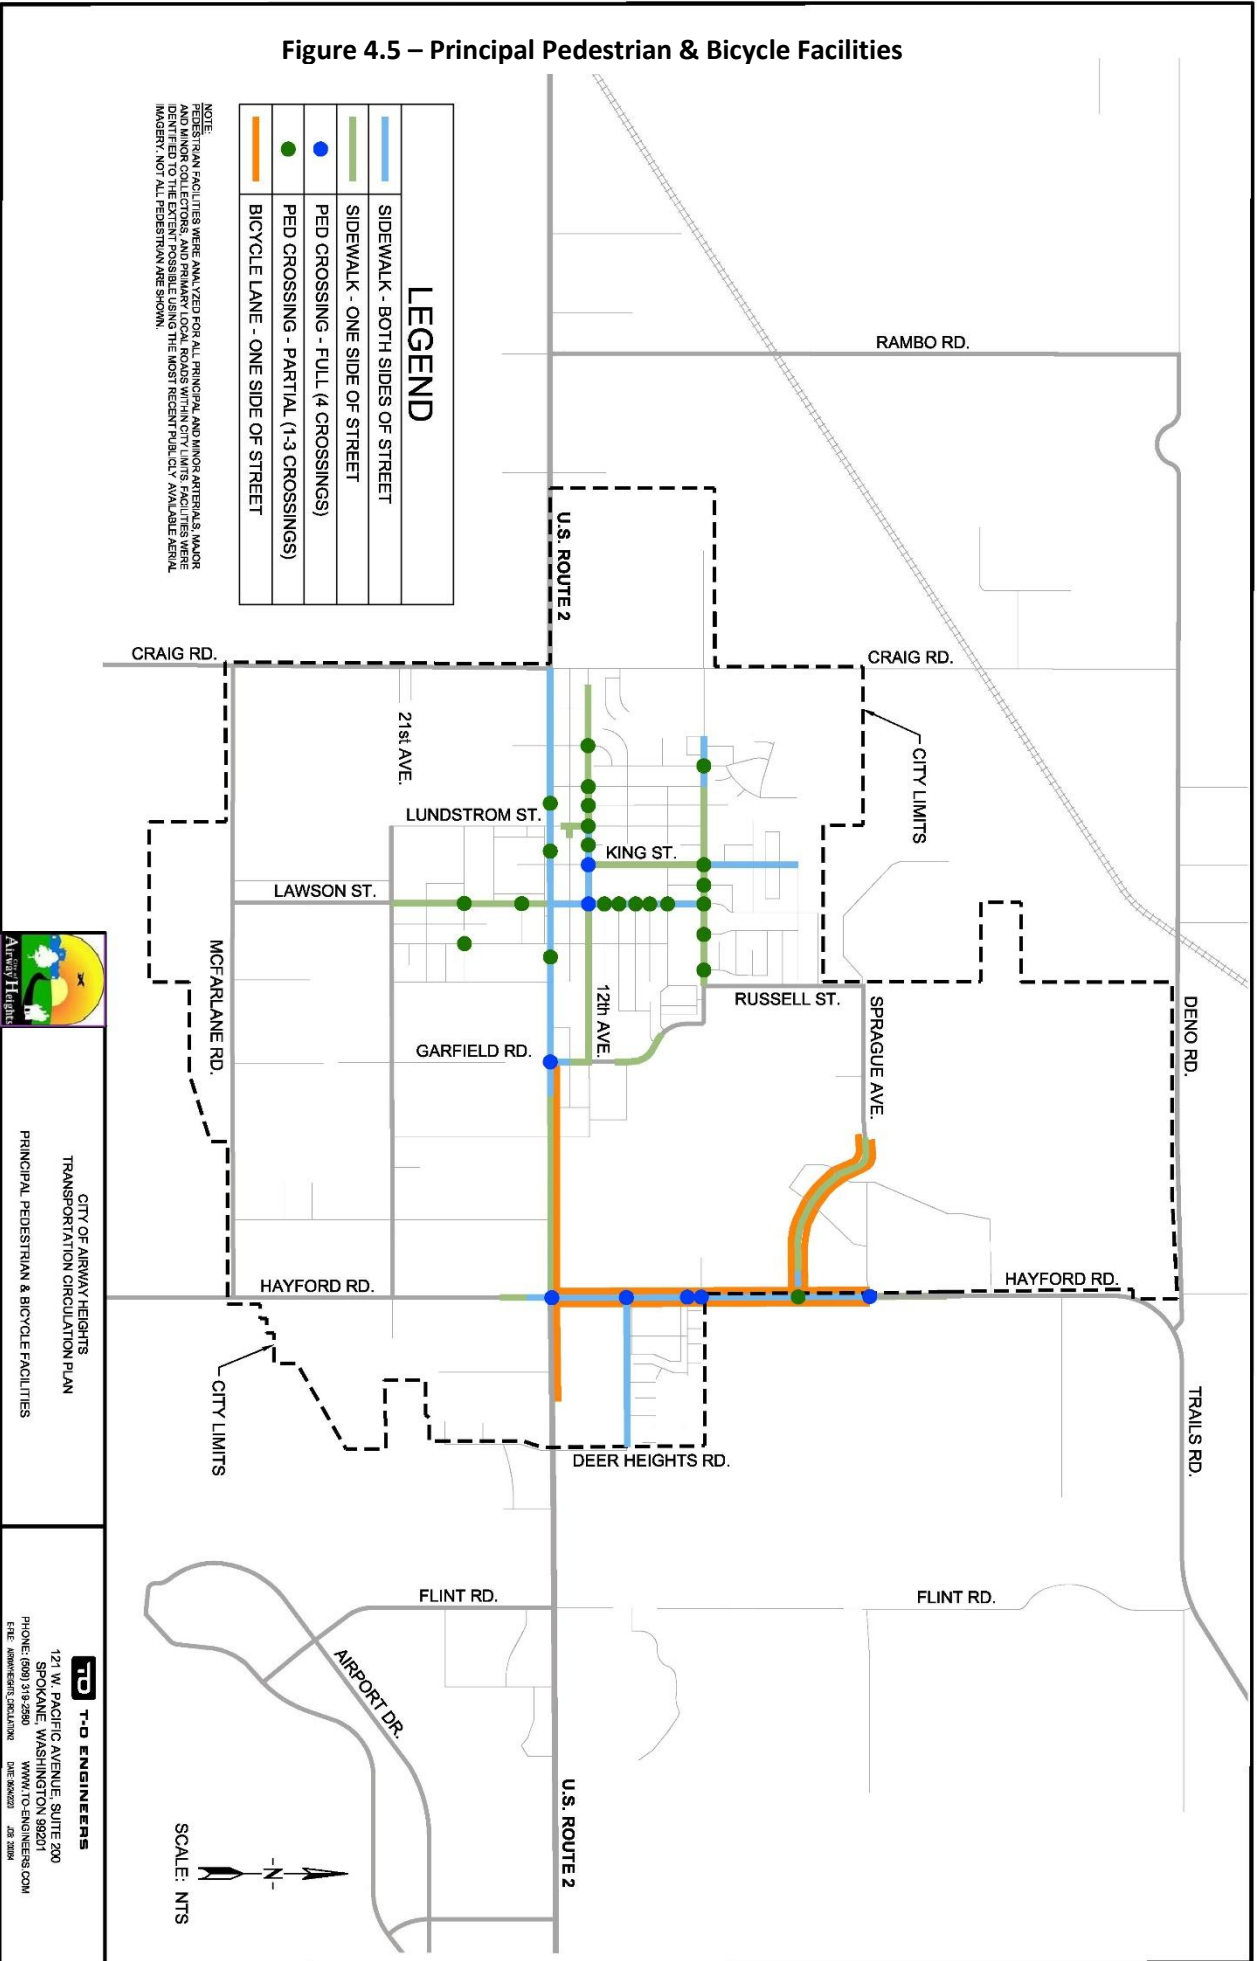 Figure 4.5 – Principal Pedestrian & Bicycle Facilities
LEGEND
SIDEWALK - BOTH SIDES OF STREET
SIDEWALK - ONE SIDE OF STREET
PED CROSSING - FULL (4 CROSSINGS)
PED CROSSING - PARTIAL (1-3 CROSSINGS)
BICYCLE LANE - ONE SIDE OF STREET
NOTE:
PEDESTRIAN FACILITIES WERE ANALYZED FOR ALL PRINCIPAL AND MINOR ARTERIALS, MAJOR
AND MINOR COLLECTORS, AND PRIMARY LOCAL ROADS WITHIN CITY LIMITS. FACILITIES WERE
IDENTIFIED TO THE EXTENT POSSIBLE USING THE MOST RECENT PUBLICLY AVAILABLE AERIAL
IMAGERY. NOT ALL PEDESTRIAN ARE SHOWN.
RAMBO RD.
U.S. ROUTE 2
CRAIG RD.
CRAIG RD.
CITY LIMITS
21st AVE.
LUNDSTROM ST.
KING ST.
LAWSON ST.
MCFARLANE RD.
12th AVE.
RUSSELL ST.
SPRAGUE AVE.
DENO RD.
GARFIELD RD.
HAYFORD RD.
HAYFORD RD.
CITY LIMITS
TRAILS RD.
DEER HEIGHTS RD.
FLINT RD.
FLINT RD.
AIRPORT DR.
U.S. ROUTE 2
-N-
SCALE: NTS
City of
Airway Heights
CITY OF AIRWAY HEIGHTS
TRANSPORTATION CIRCULATION PLAN
PRINCIPAL PEDESTRIAN & BICYCLE FACILITIES
TO T-O ENGINEERS
121 W. PACIFIC AVENUE, SUITE 200
SPOKANE, WASHINGTON 99201
PHONE: (509) 319-2580 WWW.TO-ENGINEERS.COM